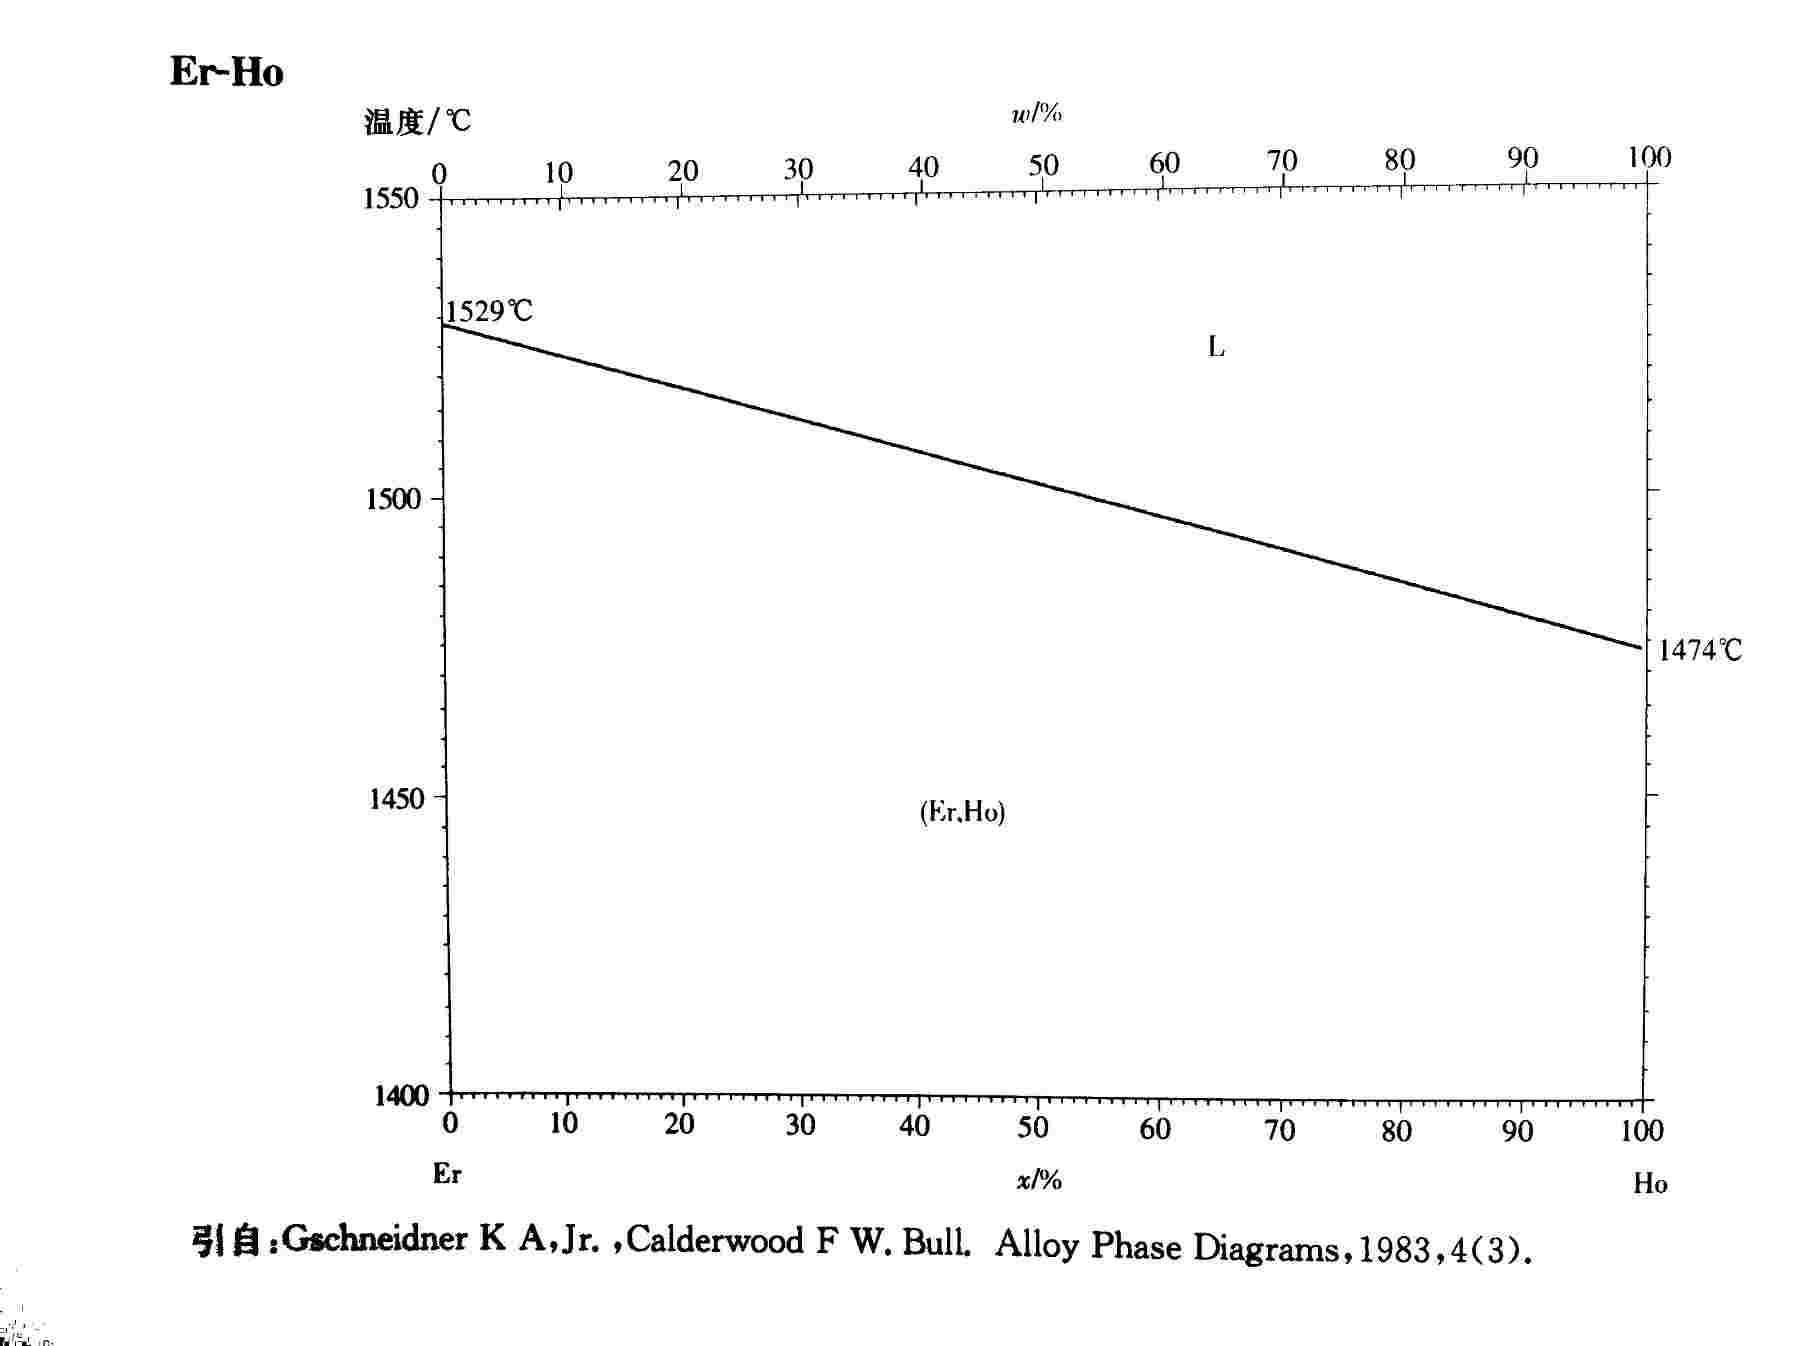 Er-Ho
温度/℃
w/%
0 10 20 30 40 50 60 70 80 90 100
1550
1529℃
L
1500
1474℃
1450
(Er,Ho)
1400
0 10 20 30 40 50 60 70 80 90 100
Er x/% Ho
引自:Gschneidner K A,Jr. ,Calderwood F W. Bull. Alloy Phase Diagrams,1983,4(3).